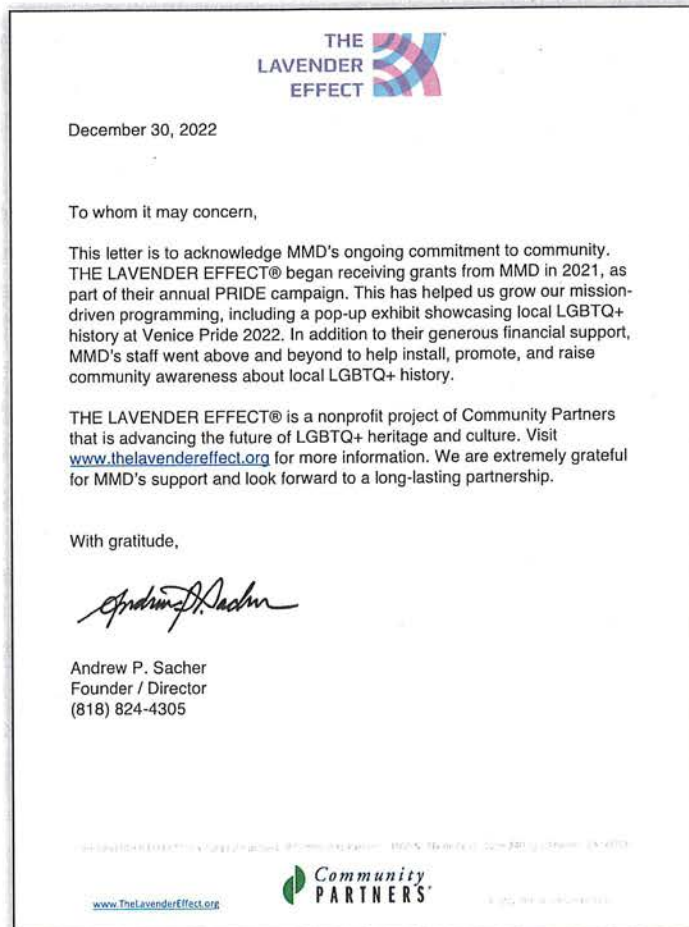 THE
LAVENDER
EFFECT
December 30, 2022
To whom it may concern,
This letter is to acknowledge MMD's ongoing commitment to community.
THE LAVENDER EFFECT® began receiving grants from MMD in 2021, as
part of their annual PRIDE campaign. This has helped us grow our mission-
driven programming, including a pop-up exhibit showcasing local LGBTQ+
history at Venice Pride 2022. In addition to their generous financial support,
MMD's staff went above and beyond to help install, promote, and raise
community awareness about local LGBTQ+ history.
THE LAVENDER EFFECT® is a nonprofit project of Community Partners
that is advancing the future of LGBTQ+ heritage and culture. Visit
www.thelavendereffect.org for more information. We are extremely grateful
for MMD's support and look forward to a long-lasting partnership.
With gratitude,
Andrew P. Sacher
Founder / Director
(818) 824-4305
Community
PARTNERS
www.TheLavenderEffect.org